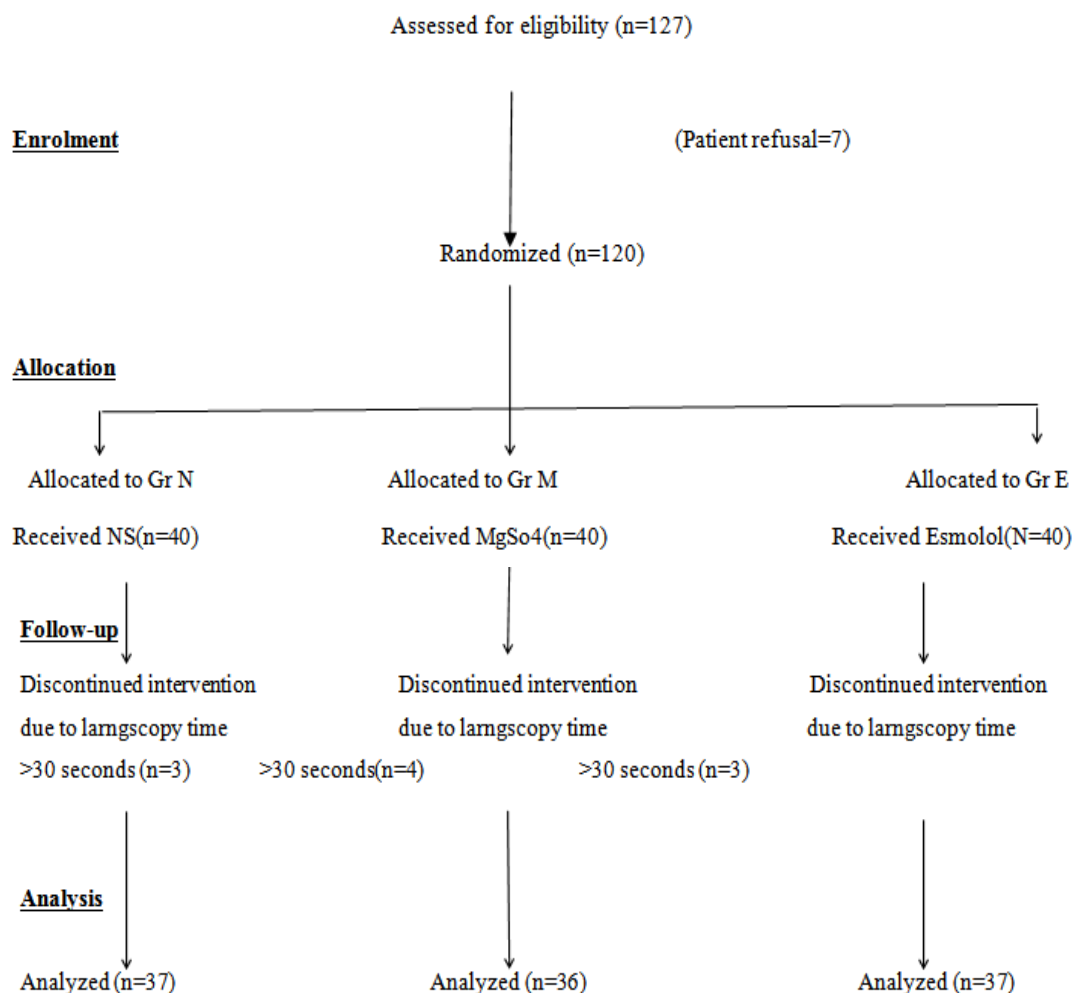 Assessed for eligibility (n=127)
Enrolment (Patient refusal=7)
Randomized (n=120)
Allocation
Allocated to Gr N Allocated to Gr M Allocated to Gr E
Received NS(n=40) Received MgSo4(n=40) Received Esmolol(N=40)
Follow-up
Discontinued intervention Discontinued intervention Discontinued intervention
due to larngscopy time due to larngscopy time due to larngscopy time
>30 seconds (n=3) >30 seconds(n=4) >30 seconds (n=3)
Analysis
Analyzed (n=37) Analyzed (n=36) Analyzed (n=37)